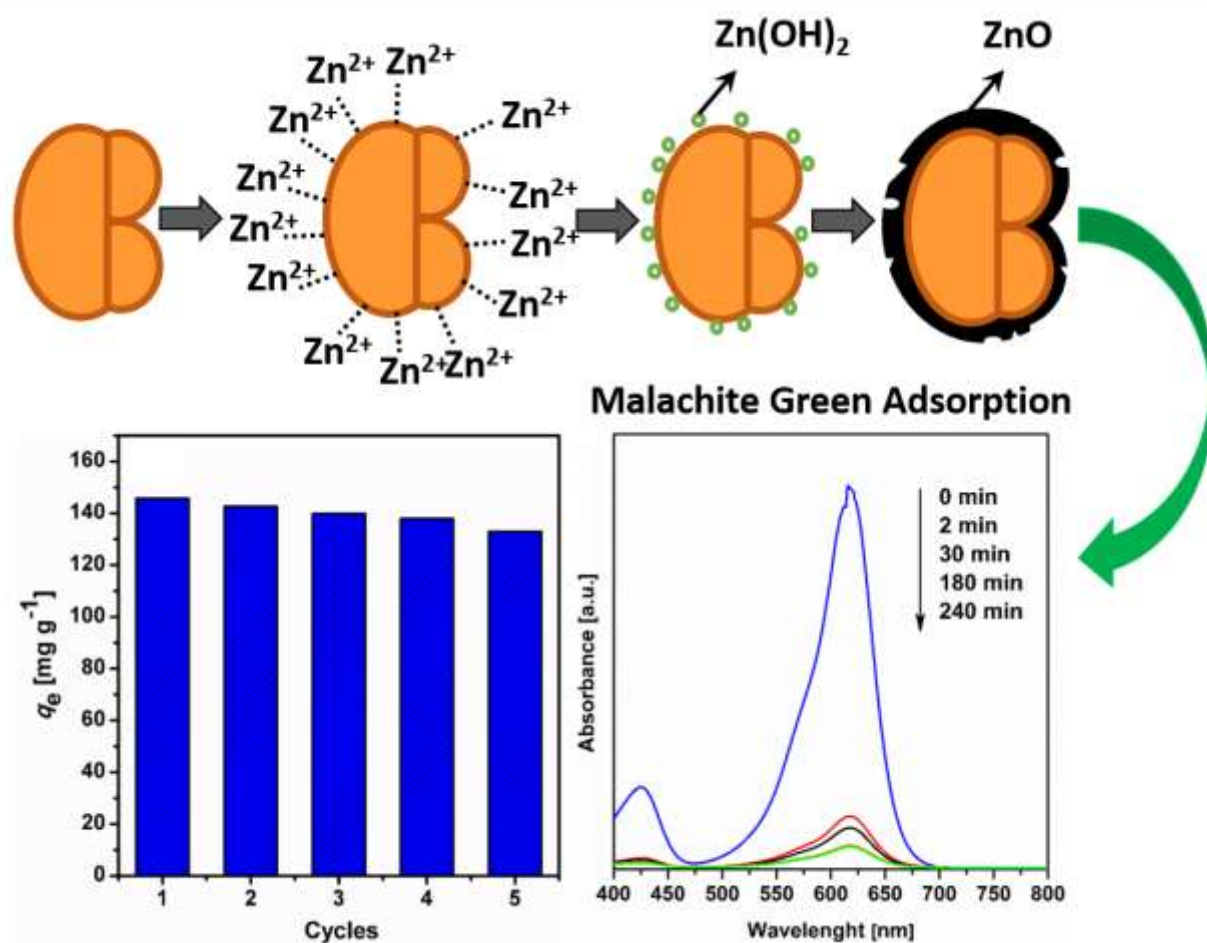 Zn(OH)₂
ZnO
Zn²⁺ Zn²⁺
Zn²⁺ Zn²⁺
Zn²⁺ Zn²⁺
Zn²⁺ Zn²⁺
Zn²⁺ Zn²⁺
Zn²⁺ Zn²⁺ Zn²⁺
Malachite Green Adsorption
qe [mg g⁻¹]
160
140
120
100
80
60
40
20
0
1 2 3 4 5
Cycles
Absorbance [a.u.]
0 min
2 min
30 min
180 min
240 min
400 450 500 550 600 650 700 750 800
Wavelenght [nm]